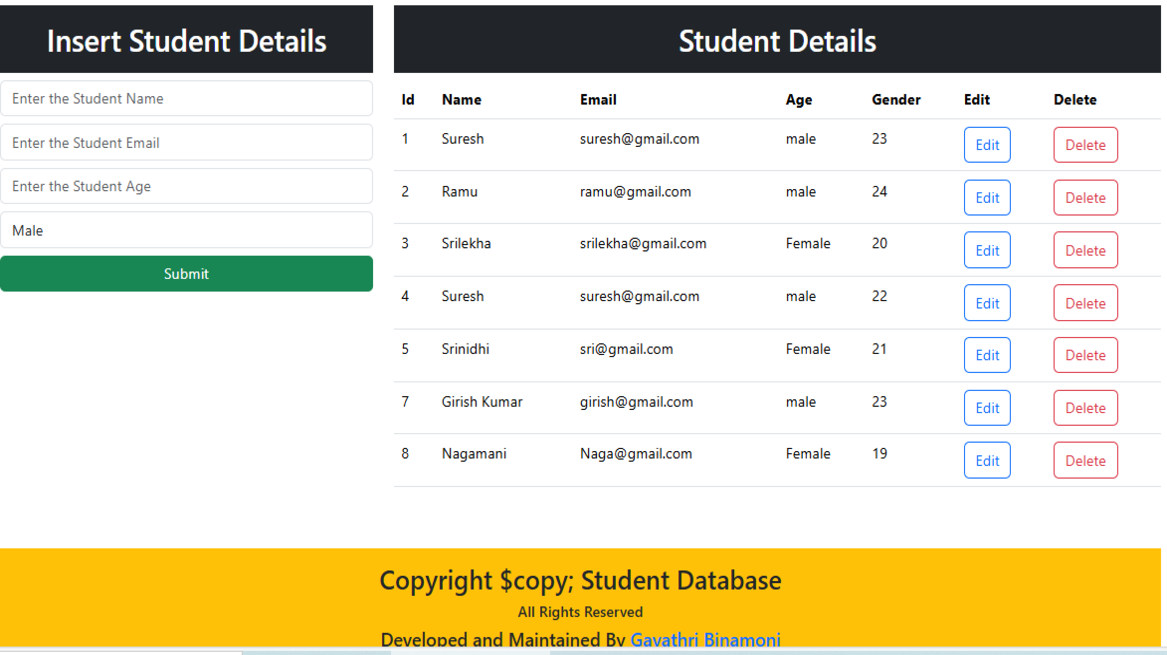 Insert Student Details
Enter the Student Name
Enter the Student Email
Enter the Student Age
Male
Submit
Student Details
Id Name Email Age Gender Edit Delete
1 Suresh suresh@gmail.com male 23 Edit Delete
2 Ramu ramu@gmail.com male 24 Edit Delete
3 Srilekha srilekha@gmail.com Female 20 Edit Delete
4 Suresh suresh@gmail.com male 22 Edit Delete
5 Srinidhi sri@gmail.com Female 21 Edit Delete
7 Girish Kumar girish@gmail.com male 23 Edit Delete
8 Nagamani Naga@gmail.com Female 19 Edit Delete
Copyright $copy; Student Database
All Rights Reserved
Developed and Maintained By Gayathri Binamoni